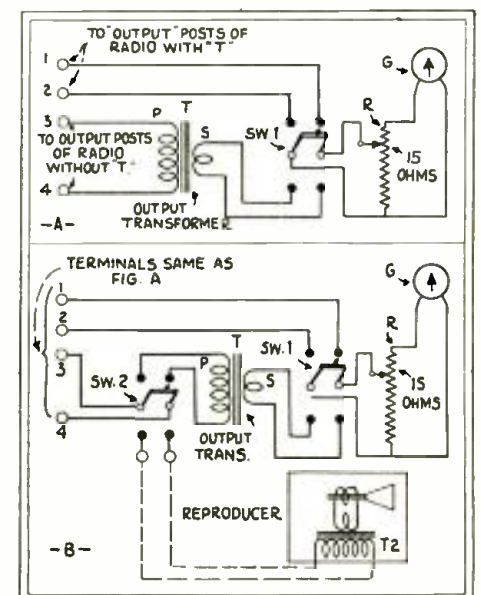 TO "OUTPUT" POSTS OF
RADIO WITH "T"
1
2
3
TO OUTPUT POSTS
OF RADIO
WITHOUT "T."
4
P
T
S
SW.1
R
G
15
OHMS
OUTPUT
TRANSFORMER
-A-
TERMINALS SAME AS
FIG. A
1
2
3
4
SW.2
P
T
S
SW.1
R
G
15
OHMS
OUTPUT
TRANS.
REPRODUCER
T2
-B-